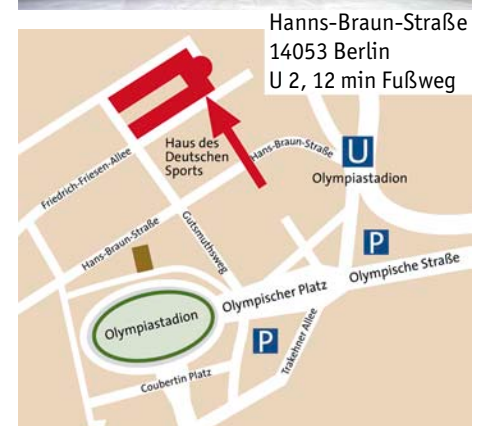 Hanns-Braun-Straße
14053 Berlin
U 2, 12 min Fußweg
Haus des
Deutschen
Sports
Hans-Braun-Straße
U
Olympiastadion
Friedrich-Friesen-Allee
Hans-Braun-Straße
Gutsmuthsweg
P
Olympische Straße
Olympischer Platz
Olympiastadion
P
Trakehner Allee
Coubertin Platz